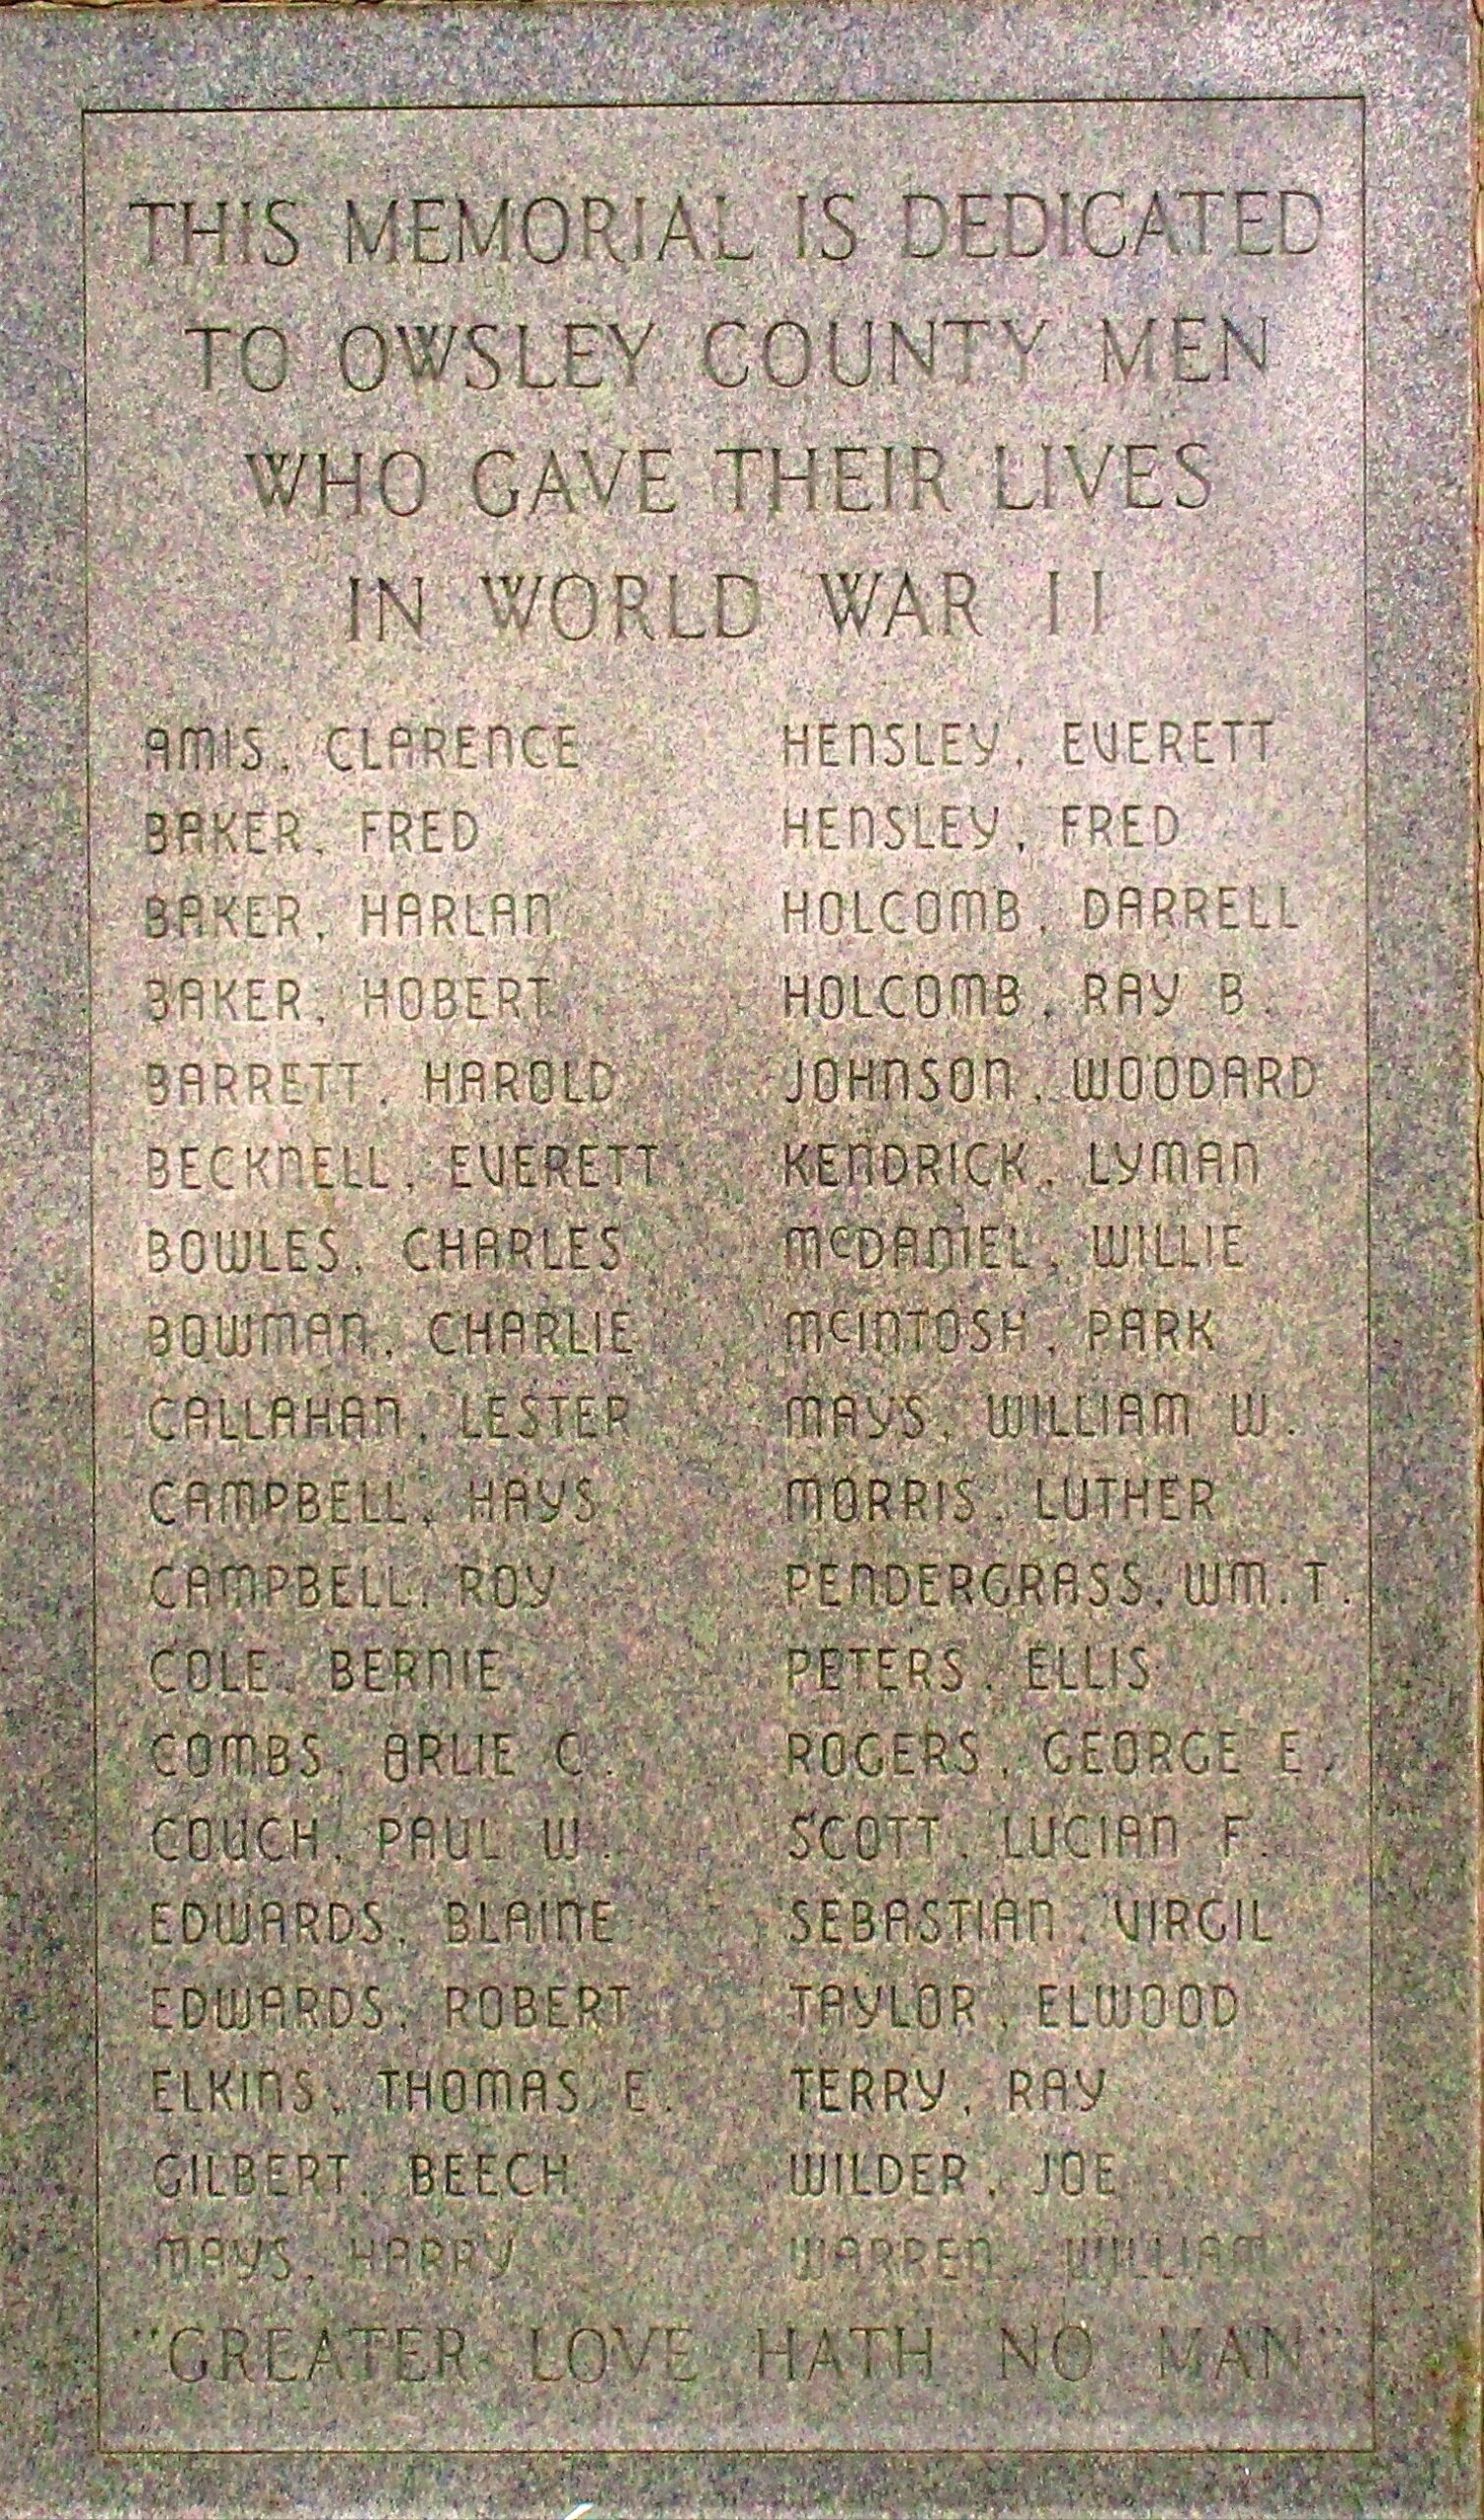 THIS MEMORIAL IS DEDICATED
TO OWSLEY COUNTY MEN
WHO GAVE THEIR LIVES
IN WORLD WAR II
AMIS, CLARENCE
BAKER, FRED
BAKER, HARLAN
BAKER, HOBERT
BARRETT, HAROLD
BECKNELL, EVERETT
BOWLES, CHARLES
BOWMAN, CHARLIE
CALLAHAN, LESTER
CAMPBELL, HAYS
CAMPBELL, ROY
COLE, BERNIE
COMBS, ARLIE C.
COUCH, PAUL W.
EDWARDS, BLAINE
EDWARDS, ROBERT
ELKINS, THOMAS E.
GILBERT, BEECH
MAYS, HARRY
HENSLEY, EVERETT
HENSLEY, FRED
HOLCOMB, DARRELL
HOLCOMB, RAY B.
JOHNSON, WOODARD
KENDRICK, LYMAN
McDANIEL, WILLIE
McINTOSH, PARK
MAYS, WILLIAM W.
MORRIS, LUTHER
PENDERGRASS, WM. T.
PETERS, ELLIS
ROGERS, GEORGE E.
SCOTT, LUCIAN F.
SEBASTIAN, VIRGIL
TAYLOR, ELWOOD
TERRY, RAY
WILDER, JOE
WARREN, WILLIAM
"GREATER LOVE HATH NO MAN"